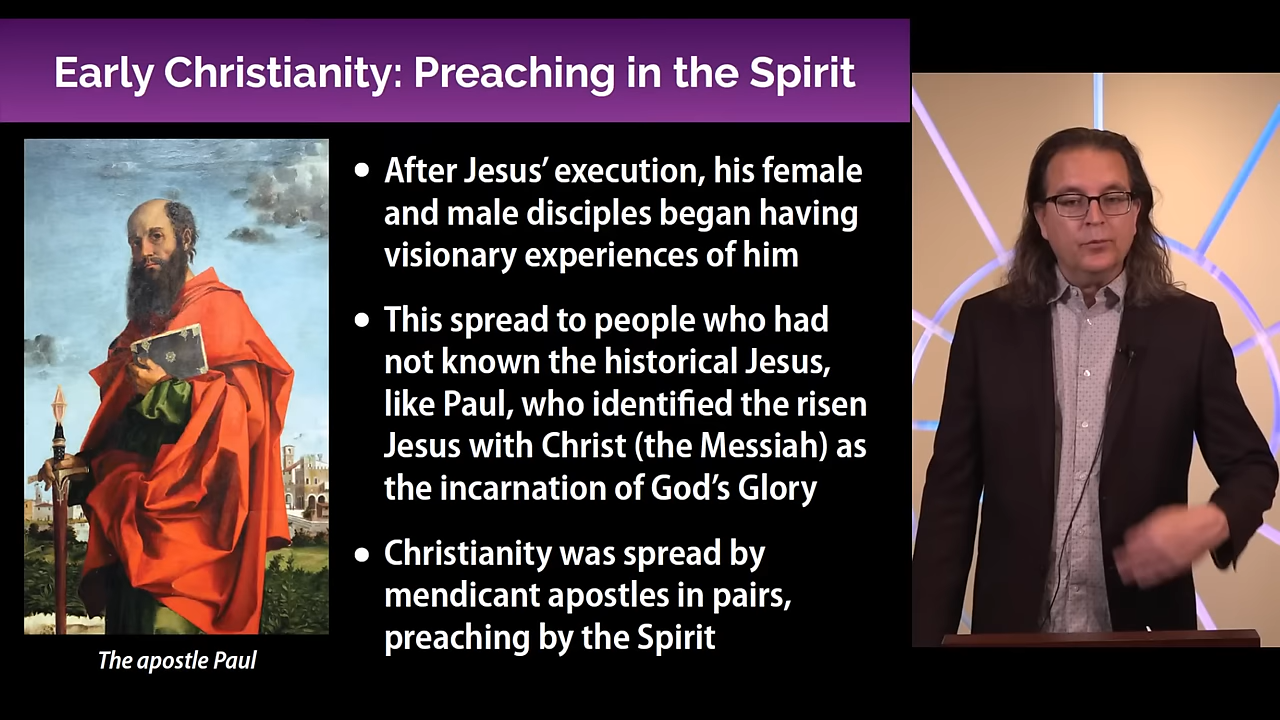 Early Christianity: Preaching in the Spirit
• After Jesus’ execution, his female
and male disciples began having
visionary experiences of him
• This spread to people who had
not known the historical Jesus,
like Paul, who identified the risen
Jesus with Christ (the Messiah) as
the incarnation of God’s Glory
• Christianity was spread by
mendicant apostles in pairs,
preaching by the Spirit
The apostle Paul